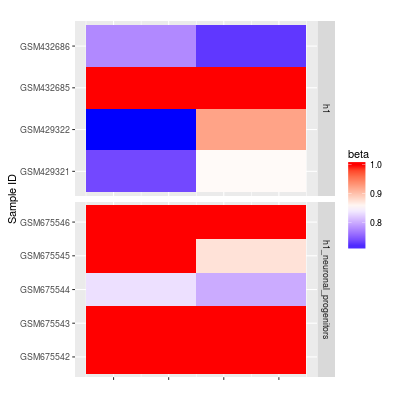 GSM432686
GSM432685
GSM429322
GSM429321
h1
GSM675546
GSM675545
GSM675544
GSM675543
GSM675542
h1_neuronal_progenitors
Sample ID
beta
1.0
0.9
0.8